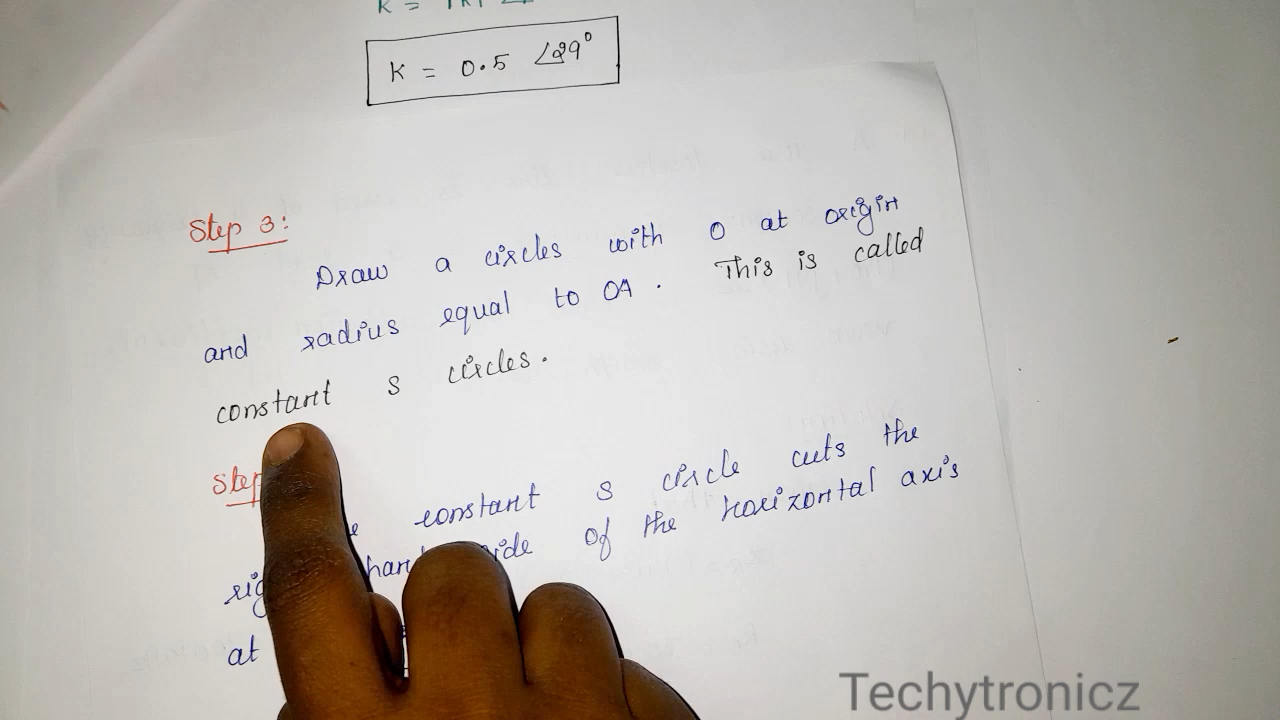 K = 0.5 ∠29°
Step 3:
Draw a circles with O at origin
and radius equal to OA. This is called
constant S circles.
Step
constant S circle cuts the
of the horizontal axis
at
Techytronicz